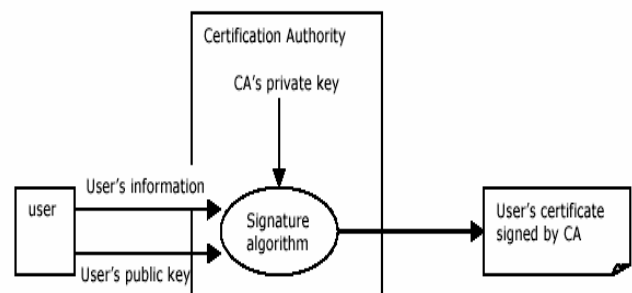 Certification Authority
CA's private key
User's information
user
Signature
algorithm
User's public key
User's certificate
signed by CA